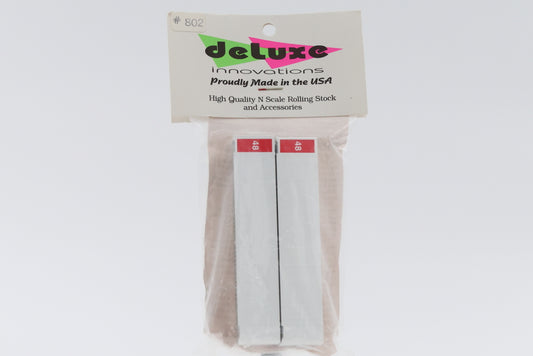 # 802
deLuxe
innovations
Proudly Made in the USA
High Quality N Scale Rolling Stock
and Accessories
48 48